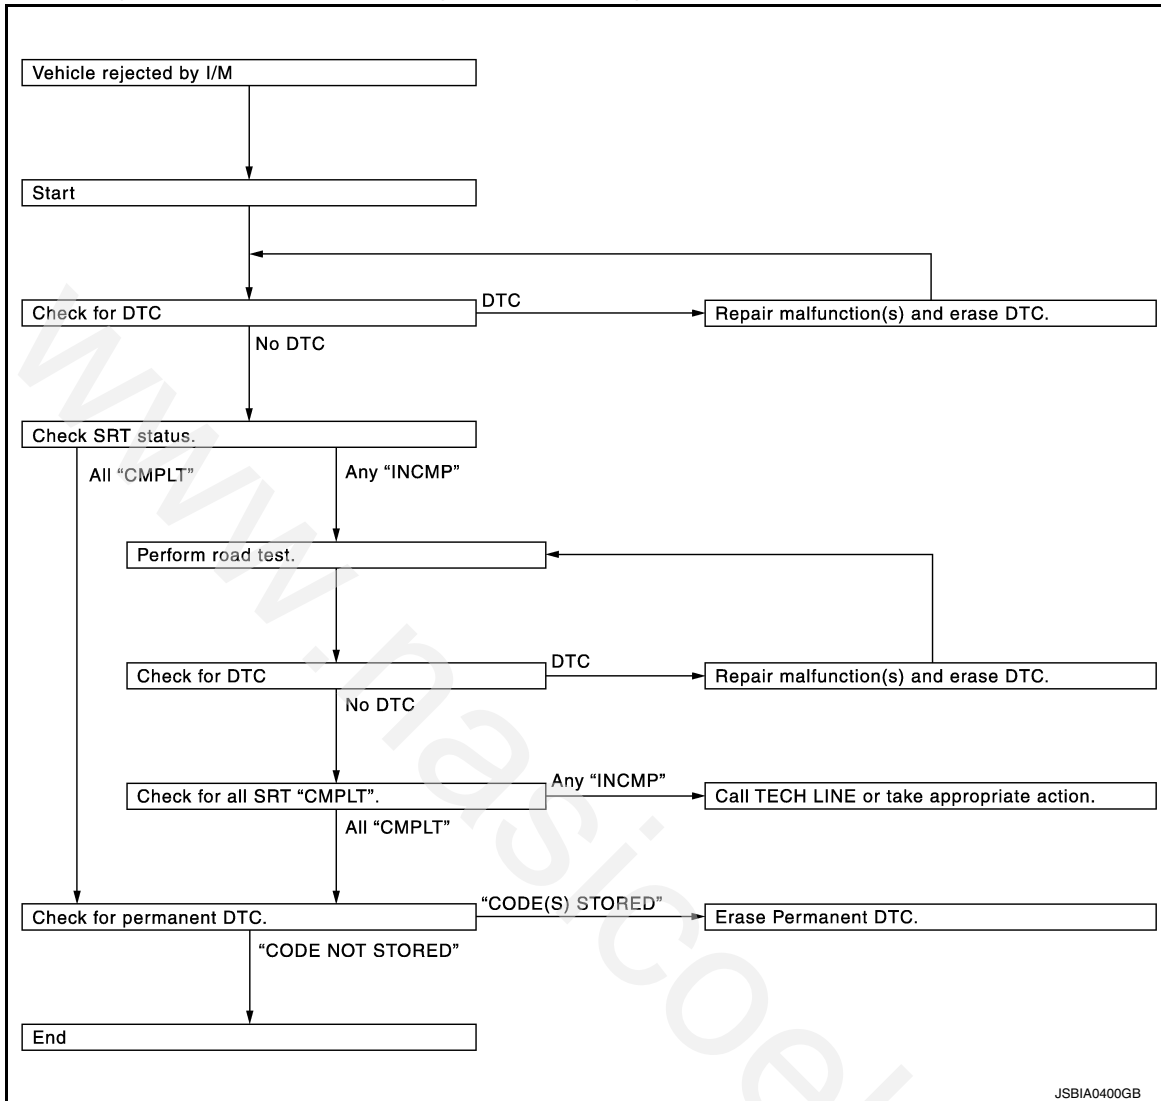 Vehicle rejected by I/M
Start
Check for DTC
DTC
Repair malfunction(s) and erase DTC.
No DTC
Check SRT status.
All “CMPLT”
Any “INCMP”
Perform road test.
Check for DTC
DTC
Repair malfunction(s) and erase DTC.
No DTC
Check for all SRT “CMPLT”.
Any “INCMP”
Call TECH LINE or take appropriate action.
All “CMPLT”
Check for permanent DTC.
“CODE(S) STORED”
Erase Permanent DTC.
“CODE NOT STORED”
End
JSBIA0400GB